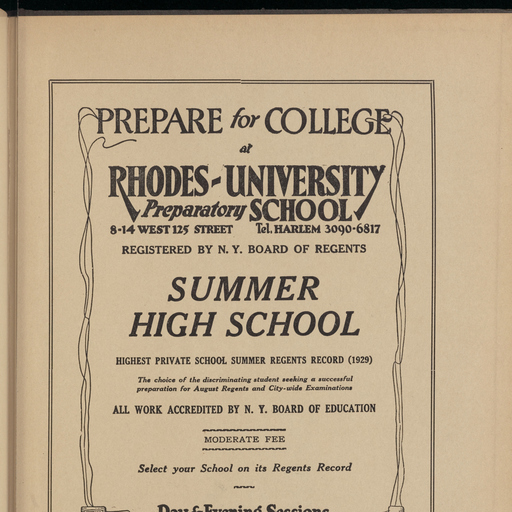 PREPARE for COLLEGE
at
RHODES-UNIVERSITY
Preparatory SCHOOL
8-14 WEST 125 STREET Tel. HARLEM 3090-6817
REGISTERED BY N. Y. BOARD OF REGENTS
SUMMER
HIGH SCHOOL
HIGHEST PRIVATE SCHOOL SUMMER REGENTS RECORD (1929)
The choice of the discriminating student seeking a successful
preparation for August Regents and City-wide Examinations
ALL WORK ACCREDITED BY N. Y. BOARD OF EDUCATION
MODERATE FEE
Select your School on its Regents Record
Day & Evening Sessions